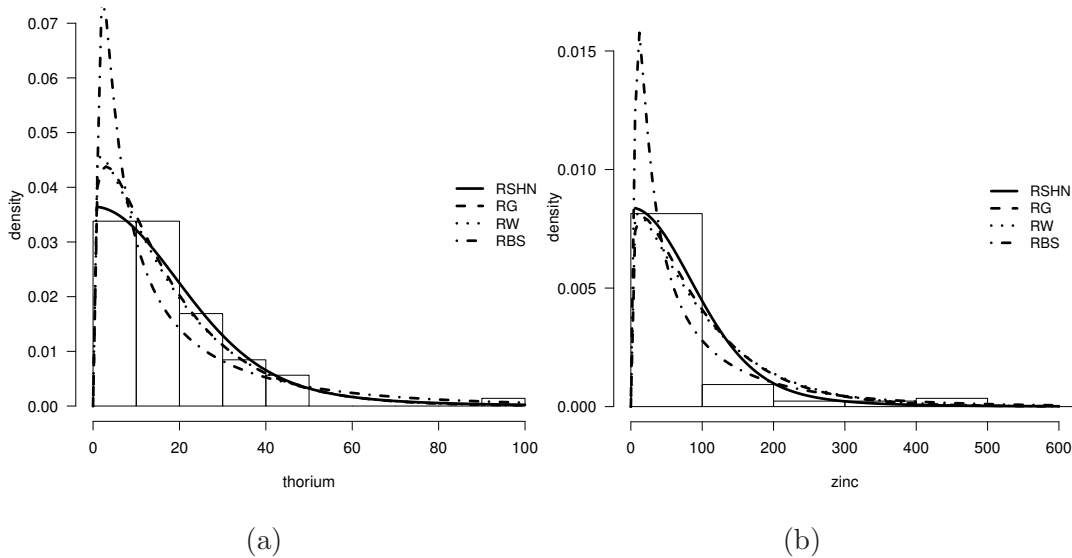 0.07
0.06
0.05
0.04
0.03
0.02
0.01
0.00
density
RSHN
RG
RW
RBS
0 20 40 60 80 100
thorium
(a)
0.015
0.010
0.005
0.000
density
RSHN
RG
RW
RBS
0 100 200 300 400 500 600
zinc
(b)